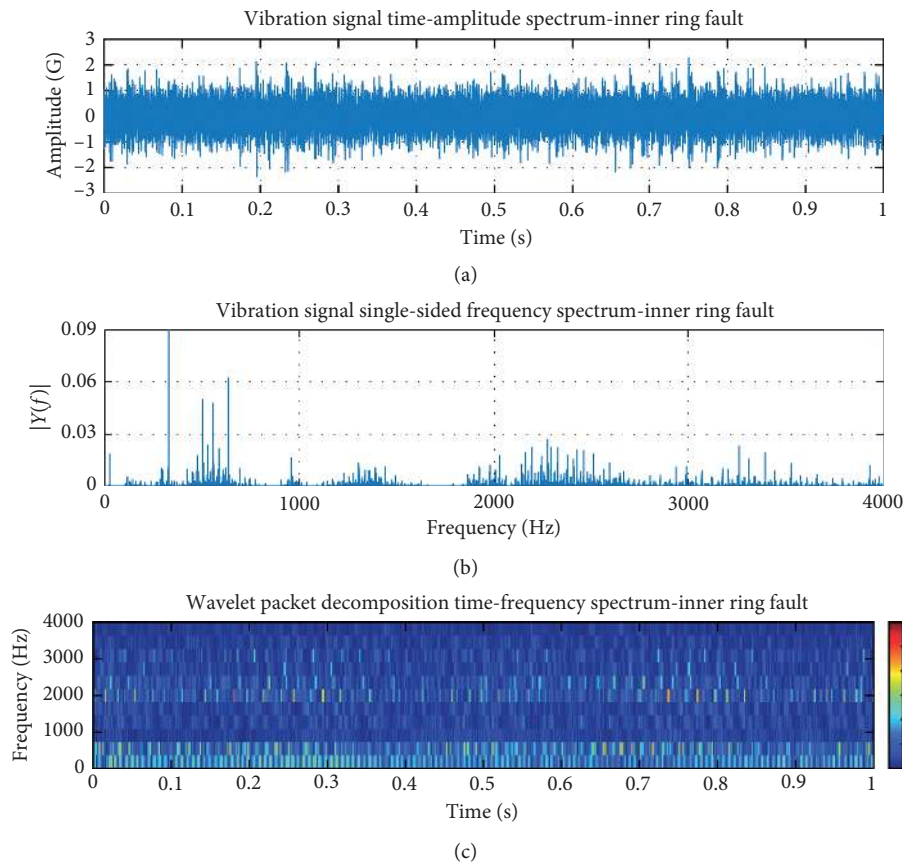 Vibration signal time-amplitude spectrum-inner ring fault
3
2
1
0
–1
–2
–3
Amplitude (G)
0 0.1 0.2 0.3 0.4 0.5 0.6 0.7 0.8 0.9 1
Time (s)
(a)
Vibration signal single-sided frequency spectrum-inner ring fault
0.09
0.06
0.03
0
|Y(f)|
0 1000 2000 3000 4000
Frequency (Hz)
(b)
Wavelet packet decomposition time-frequency spectrum-inner ring fault
4000
3000
2000
1000
0
Frequency (Hz)
0 0.1 0.2 0.3 0.4 0.5 0.6 0.7 0.8 0.9 1
Time (s)
(c)